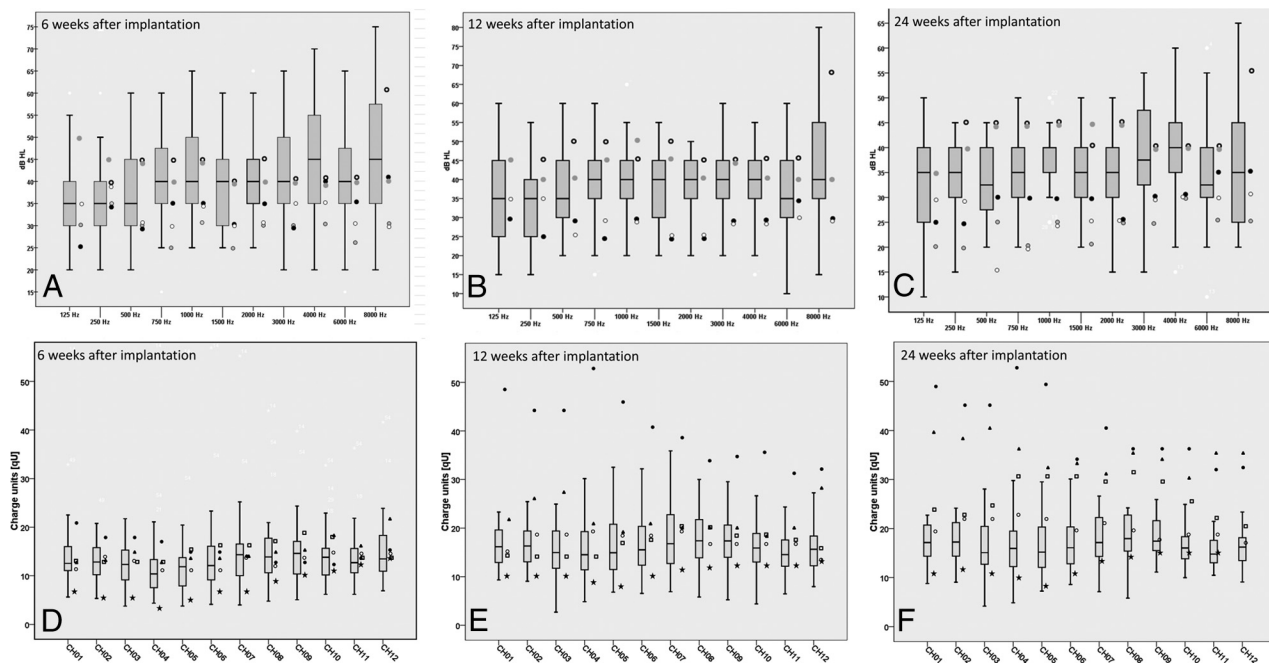 6 weeks after implantation
75
70
65
60
55
50
45
40
35
30
25
20
15
dB HL
A
125 Hz 250 Hz 500 Hz 750 Hz 1000 Hz 1500 Hz 2000 Hz 3000 Hz 4000 Hz 6000 Hz 8000 Hz
12 weeks after implantation
80
75
70
65
60
55
50
45
40
35
30
25
20
15
10
dB HL
B
125 Hz 250 Hz 500 Hz 750 Hz 1000 Hz 1500 Hz 2000 Hz 3000 Hz 4000 Hz 6000 Hz 8000 Hz
24 weeks after implantation
65
60
55
50
45
40
35
30
25
20
15
10
dB HL
C
125 Hz 250 Hz 500 Hz 750 Hz 1000 Hz 1500 Hz 2000 Hz 3000 Hz 4000 Hz 6000 Hz 8000 Hz
6 weeks after implantation
50
40
30
20
10
0
Charge units [qU]
D
CH01 CH02 CH03 CH04 CH05 CH06 CH07 CH08 CH09 CH10 CH11 CH12
12 weeks after implantation
50
40
30
20
10
0
Charge units [qU]
E
CH01 CH02 CH03 CH04 CH05 CH06 CH07 CH08 CH09 CH10 CH11 CH12
24 weeks after implantation
50
40
30
20
10
0
Charge units [qU]
F
CH01 CH02 CH03 CH04 CH05 CH06 CH07 CH08 CH09 CH10 CH11 CH12